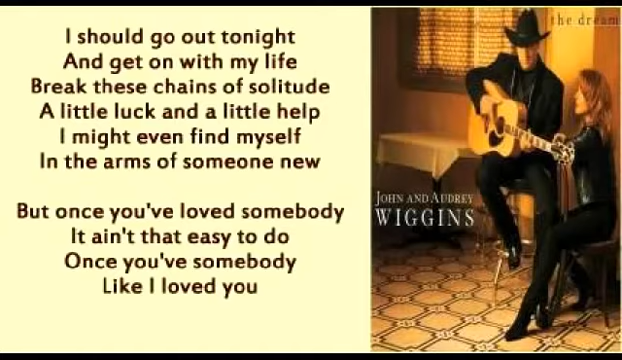 I should go out tonight
And get on with my life
Break these chains of solitude
A little luck and a little help
I might even find myself
In the arms of someone new
But once you've loved somebody
It ain't that easy to do
Once you've somebody
Like I loved you
the dream
JOHN AND AUDREY
WIGGINS